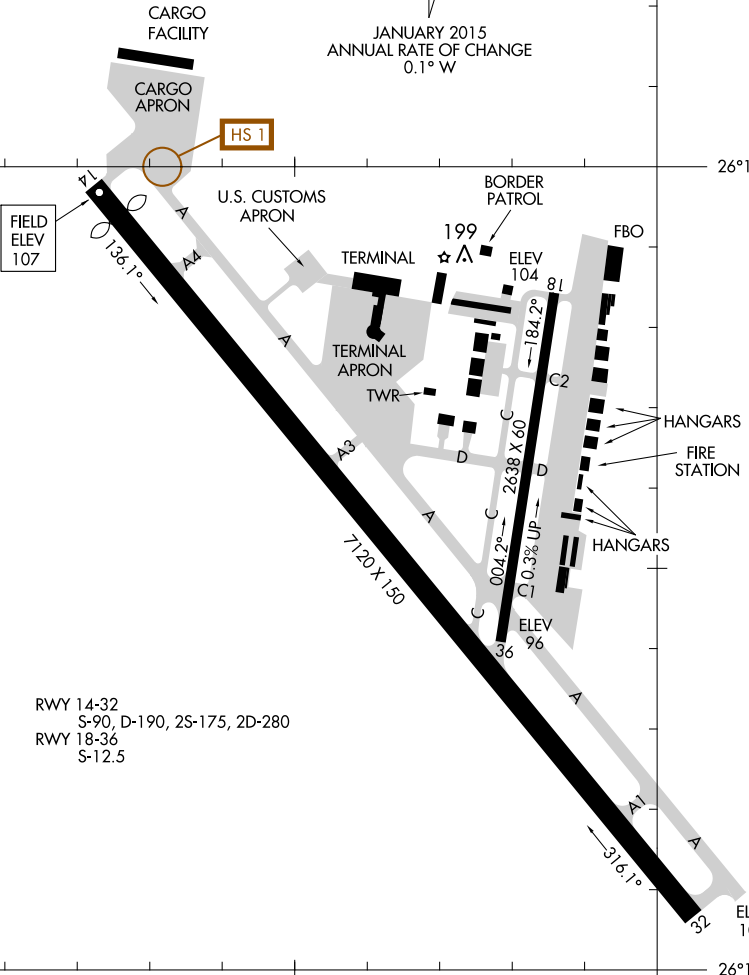 CARGO
FACILITY
JANUARY 2015
ANNUAL RATE OF CHANGE
0.1° W
CARGO
APRON
HS 1
26°1
14
U.S. CUSTOMS
APRON
BORDER
PATROL
A
FIELD
ELEV
107
199
FBO
136.1°
A4
TERMINAL
ELEV
104
18
184.2°
A
TERMINAL
APRON
C2
TWR
C
HANGARS
2638 X 60
A3
D
D
FIRE
STATION
A
C
7120 X 150
004.2°
0.3% UP
HANGARS
C1
C
ELEV
96
36
RWY 14-32
S-90, D-190, 2S-175, 2D-280
RWY 18-36
S-12.5
A
A1
A
316.1°
32
EL
10
26°1